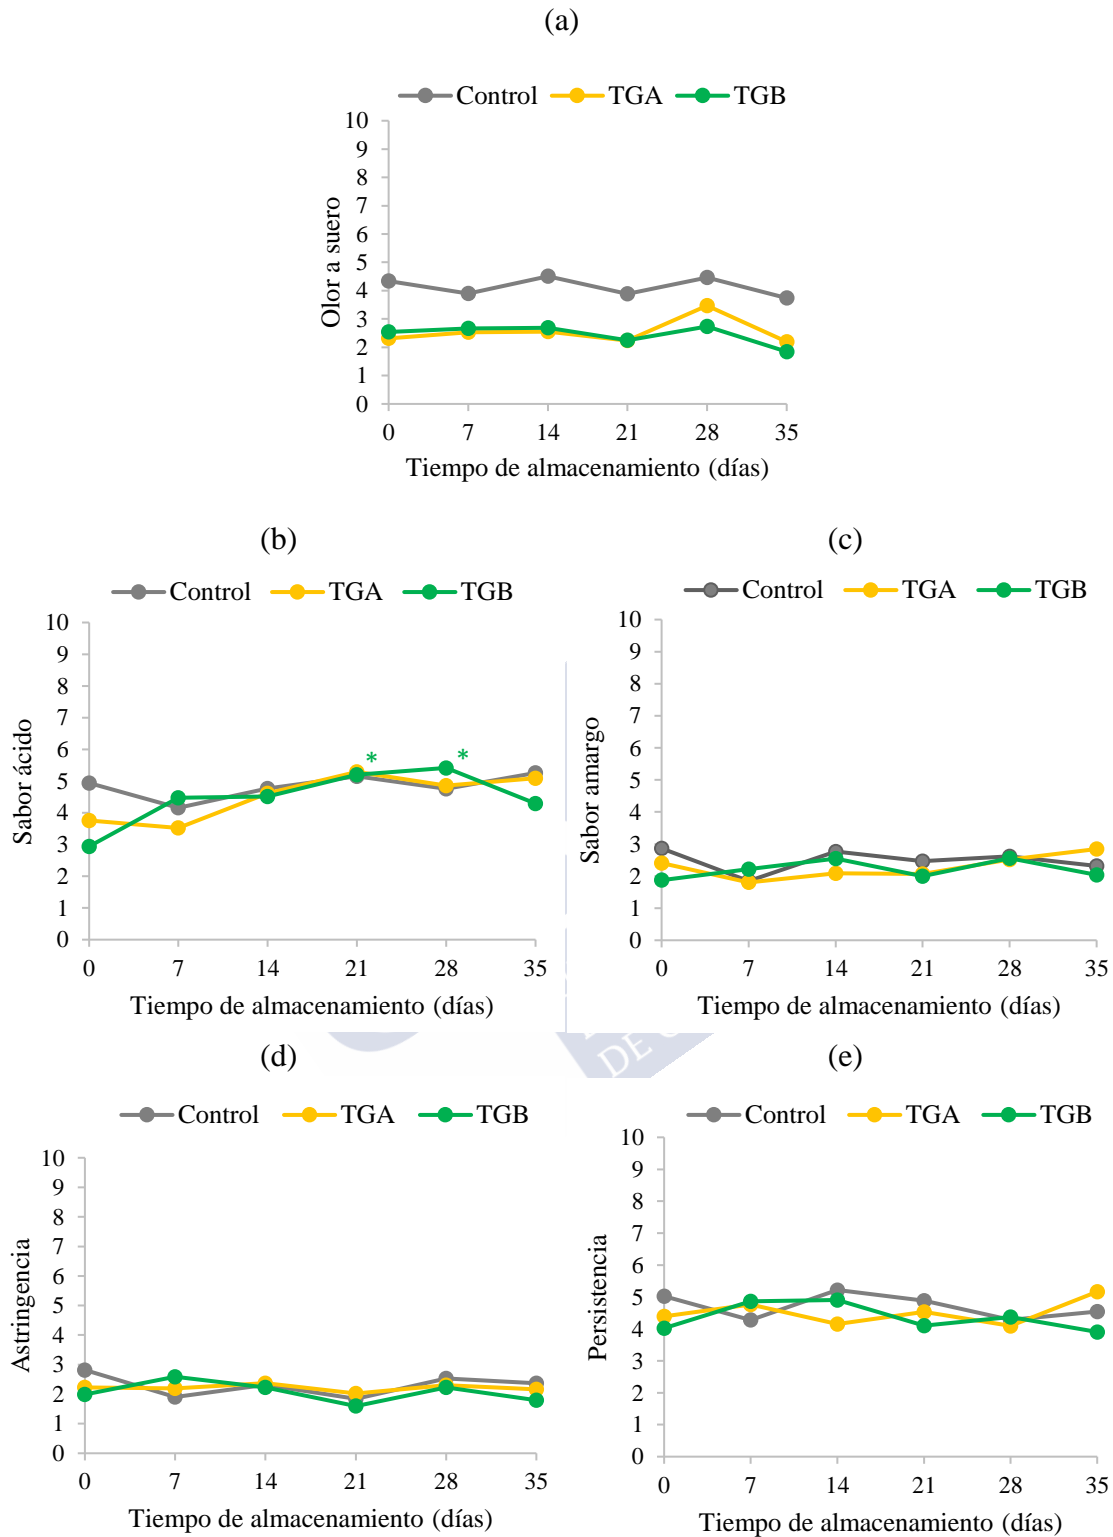 (a)
Control TGA TGB
10
9
8
7
6
5
4
3
2
1
0
Olor a suero
0 7 14 21 28 35
Tiempo de almacenamiento (días)
(b)
Control TGA TGB
10
9
8
7
6
5
4
3
2
1
0
Sabor ácido
* *
0 7 14 21 28 35
Tiempo de almacenamiento (días)
(c)
Control TGA TGB
10
9
8
7
6
5
4
3
2
1
0
Sabor amargo
0 7 14 21 28 35
Tiempo de almacenamiento (días)
DE
(d)
Control TGA TGB
10
9
8
7
6
5
4
3
2
1
0
Astringencia
0 7 14 21 28 35
Tiempo de almacenamiento (días)
(e)
Control TGA TGB
10
9
8
7
6
5
4
3
2
1
0
Persistencia
0 7 14 21 28 35
Tiempo de almacenamiento (días)